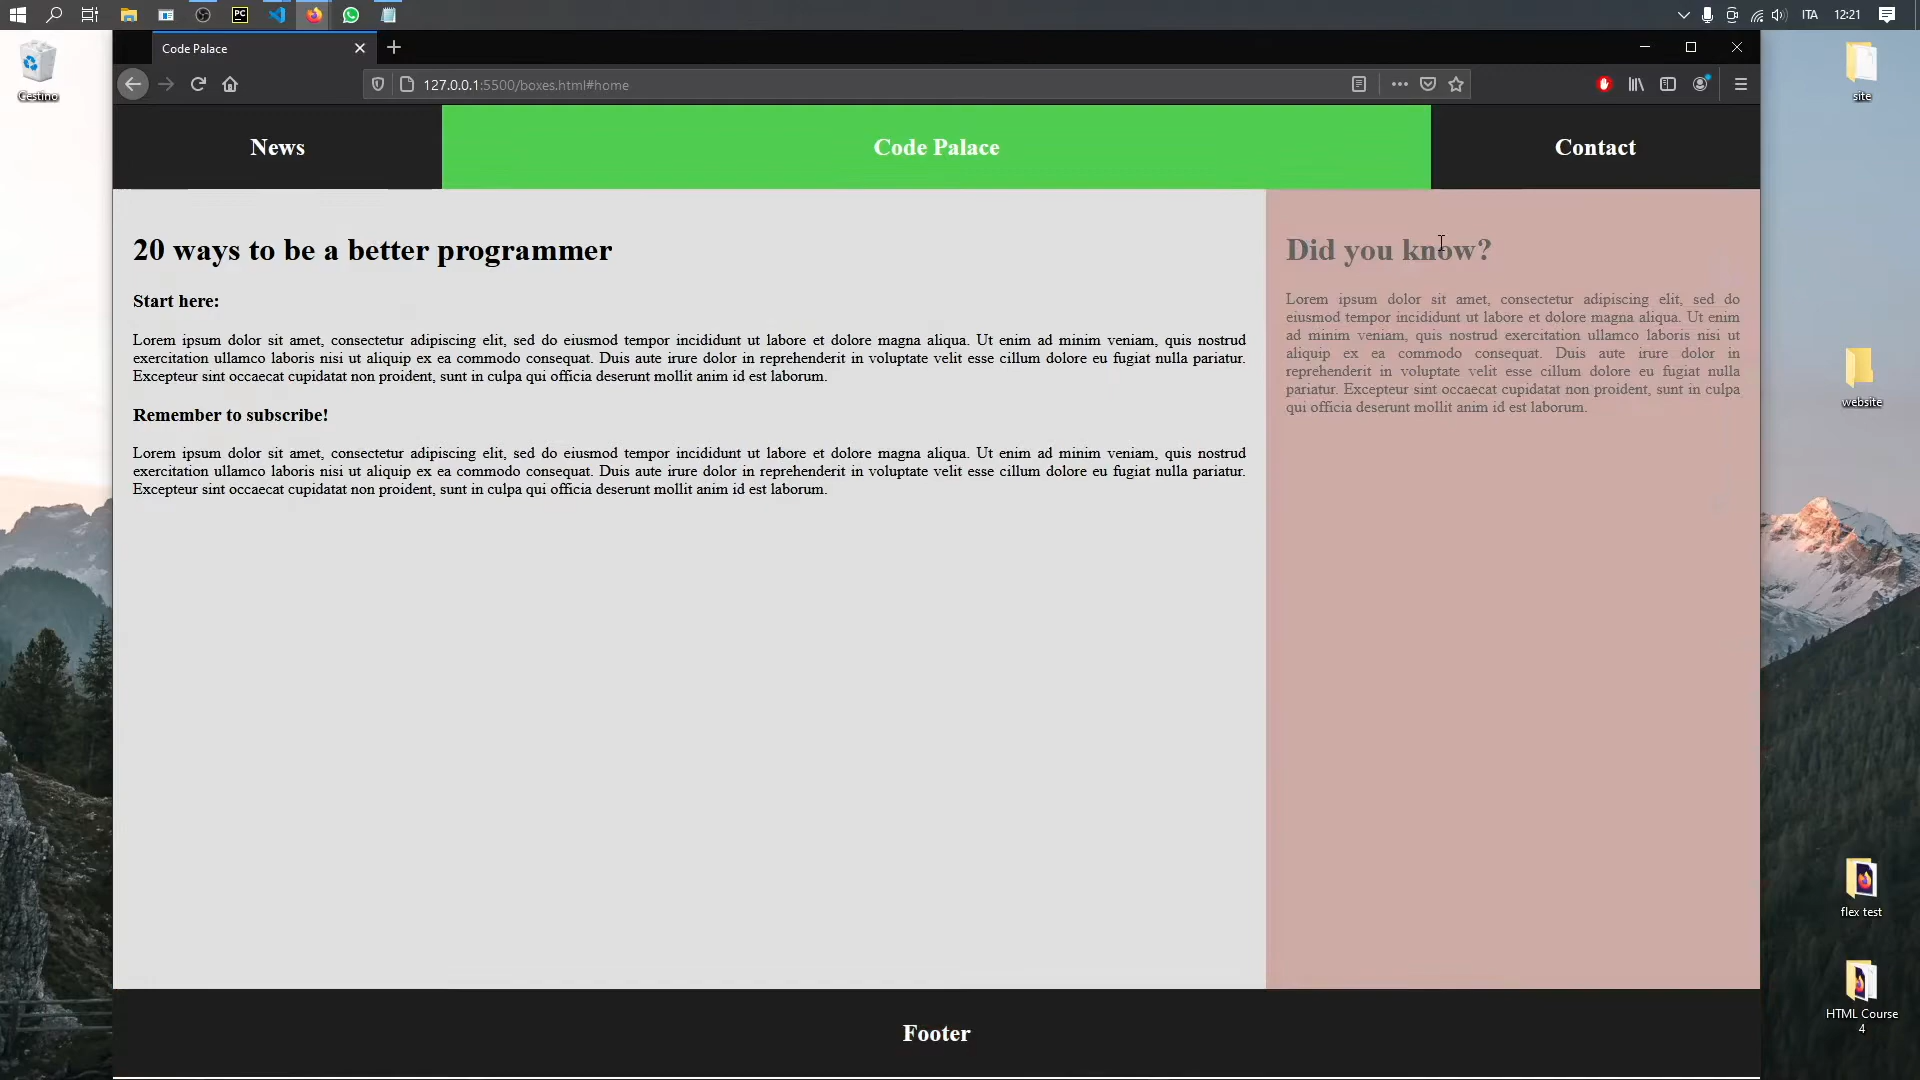 PC
ITA
12:21
Cestino
Code Palace
127.0.0.1:5500/boxes.html#home
site
News
Code Palace
Contact
20 ways to be a better programmer
Start here:
Lorem ipsum dolor sit amet, consectetur adipiscing elit, sed do eiusmod tempor incididunt ut labore et dolore magna aliqua. Ut enim ad minim veniam, quis nostrud
exercitation ullamco laboris nisi ut aliquip ex ea commodo consequat. Duis aute irure dolor in reprehenderit in voluptate velit esse cillum dolore eu fugiat nulla pariatur.
Excepteur sint occaecat cupidatat non proident, sunt in culpa qui officia deserunt mollit anim id est laborum.
Remember to subscribe!
Lorem ipsum dolor sit amet, consectetur adipiscing elit, sed do eiusmod tempor incididunt ut labore et dolore magna aliqua. Ut enim ad minim veniam, quis nostrud
exercitation ullamco laboris nisi ut aliquip ex ea commodo consequat. Duis aute irure dolor in reprehenderit in voluptate velit esse cillum dolore eu fugiat nulla pariatur.
Excepteur sint occaecat cupidatat non proident, sunt in culpa qui officia deserunt mollit anim id est laborum.
Did you know?
Lorem ipsum dolor sit amet, consectetur adipiscing elit, sed do
eiusmod tempor incididunt ut labore et dolore magna aliqua. Ut enim
ad minim veniam, quis nostrud exercitation ullamco laboris nisi ut
aliquip ex ea commodo consequat. Duis aute irure dolor in
reprehenderit in voluptate velit esse cillum dolore eu fugiat nulla
pariatur. Excepteur sint occaecat cupidatat non proident, sunt in culpa
qui officia deserunt mollit anim id est laborum.
website
flex test
HTML Course
4
Footer